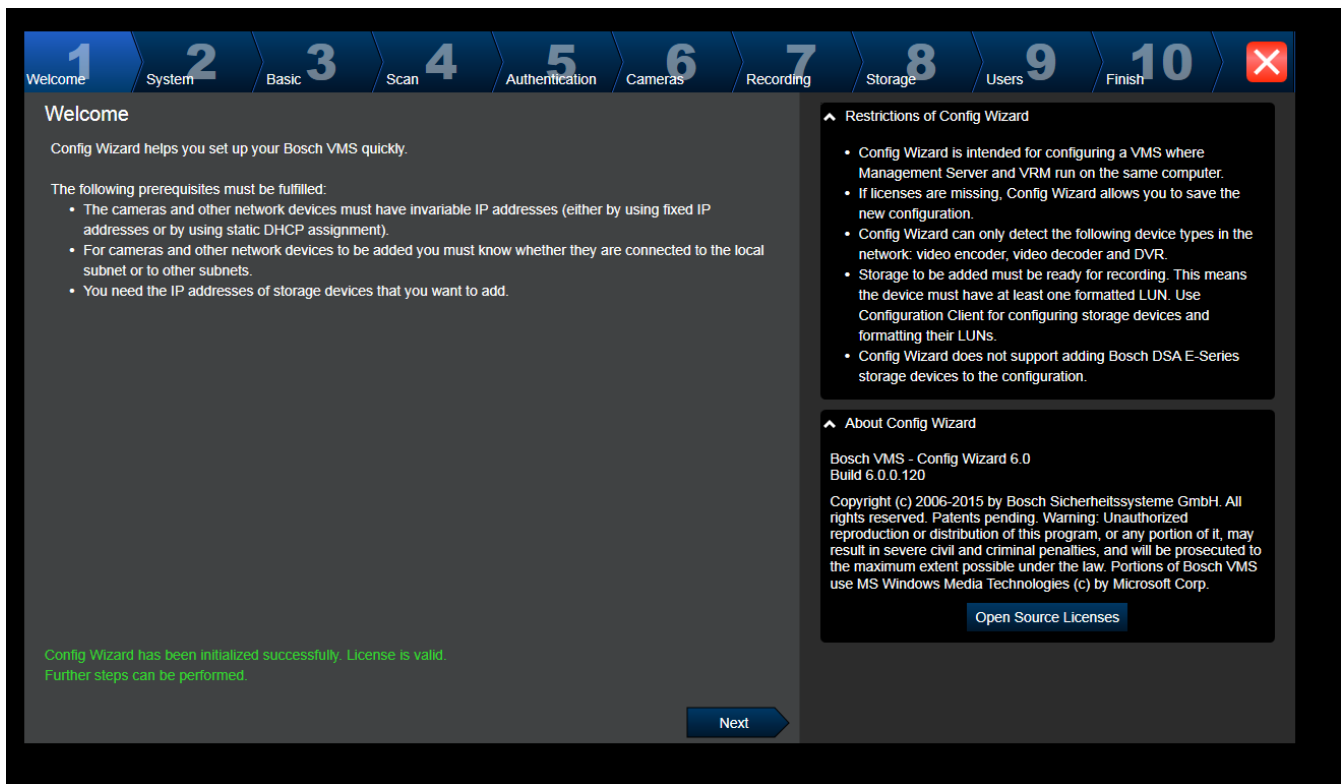 1 Welcome
2 System
3 Basic
4 Scan
5 Authentication
6 Cameras
7 Recording
8 Storage
9 Users
10 Finish
Welcome
Config Wizard helps you set up your Bosch VMS quickly.
The following prerequisites must be fulfilled:
• The cameras and other network devices must have invariable IP addresses (either by using fixed IP
addresses or by using static DHCP assignment).
• For cameras and other network devices to be added you must know whether they are connected to the local
subnet or to other subnets.
• You need the IP addresses of storage devices that you want to add.
Config Wizard has been initialized successfully. License is valid.
Further steps can be performed.
Next
Restrictions of Config Wizard
• Config Wizard is intended for configuring a VMS where
Management Server and VRM run on the same computer.
• If licenses are missing, Config Wizard allows you to save the
new configuration.
• Config Wizard can only detect the following device types in the
network: video encoder, video decoder and DVR.
• Storage to be added must be ready for recording. This means
the device must have at least one formatted LUN. Use
Configuration Client for configuring storage devices and
formatting their LUNs.
• Config Wizard does not support adding Bosch DSA E-Series
storage devices to the configuration.
About Config Wizard
Bosch VMS - Config Wizard 6.0
Build 6.0.0.120
Copyright (c) 2006-2015 by Bosch Sicherheitssysteme GmbH. All
rights reserved. Patents pending. Warning: Unauthorized
reproduction or distribution of this program, or any portion of it, may
result in severe civil and criminal penalties, and will be prosecuted to
the maximum extent possible under the law. Portions of Bosch VMS
use MS Windows Media Technologies (c) by Microsoft Corp.
Open Source Licenses